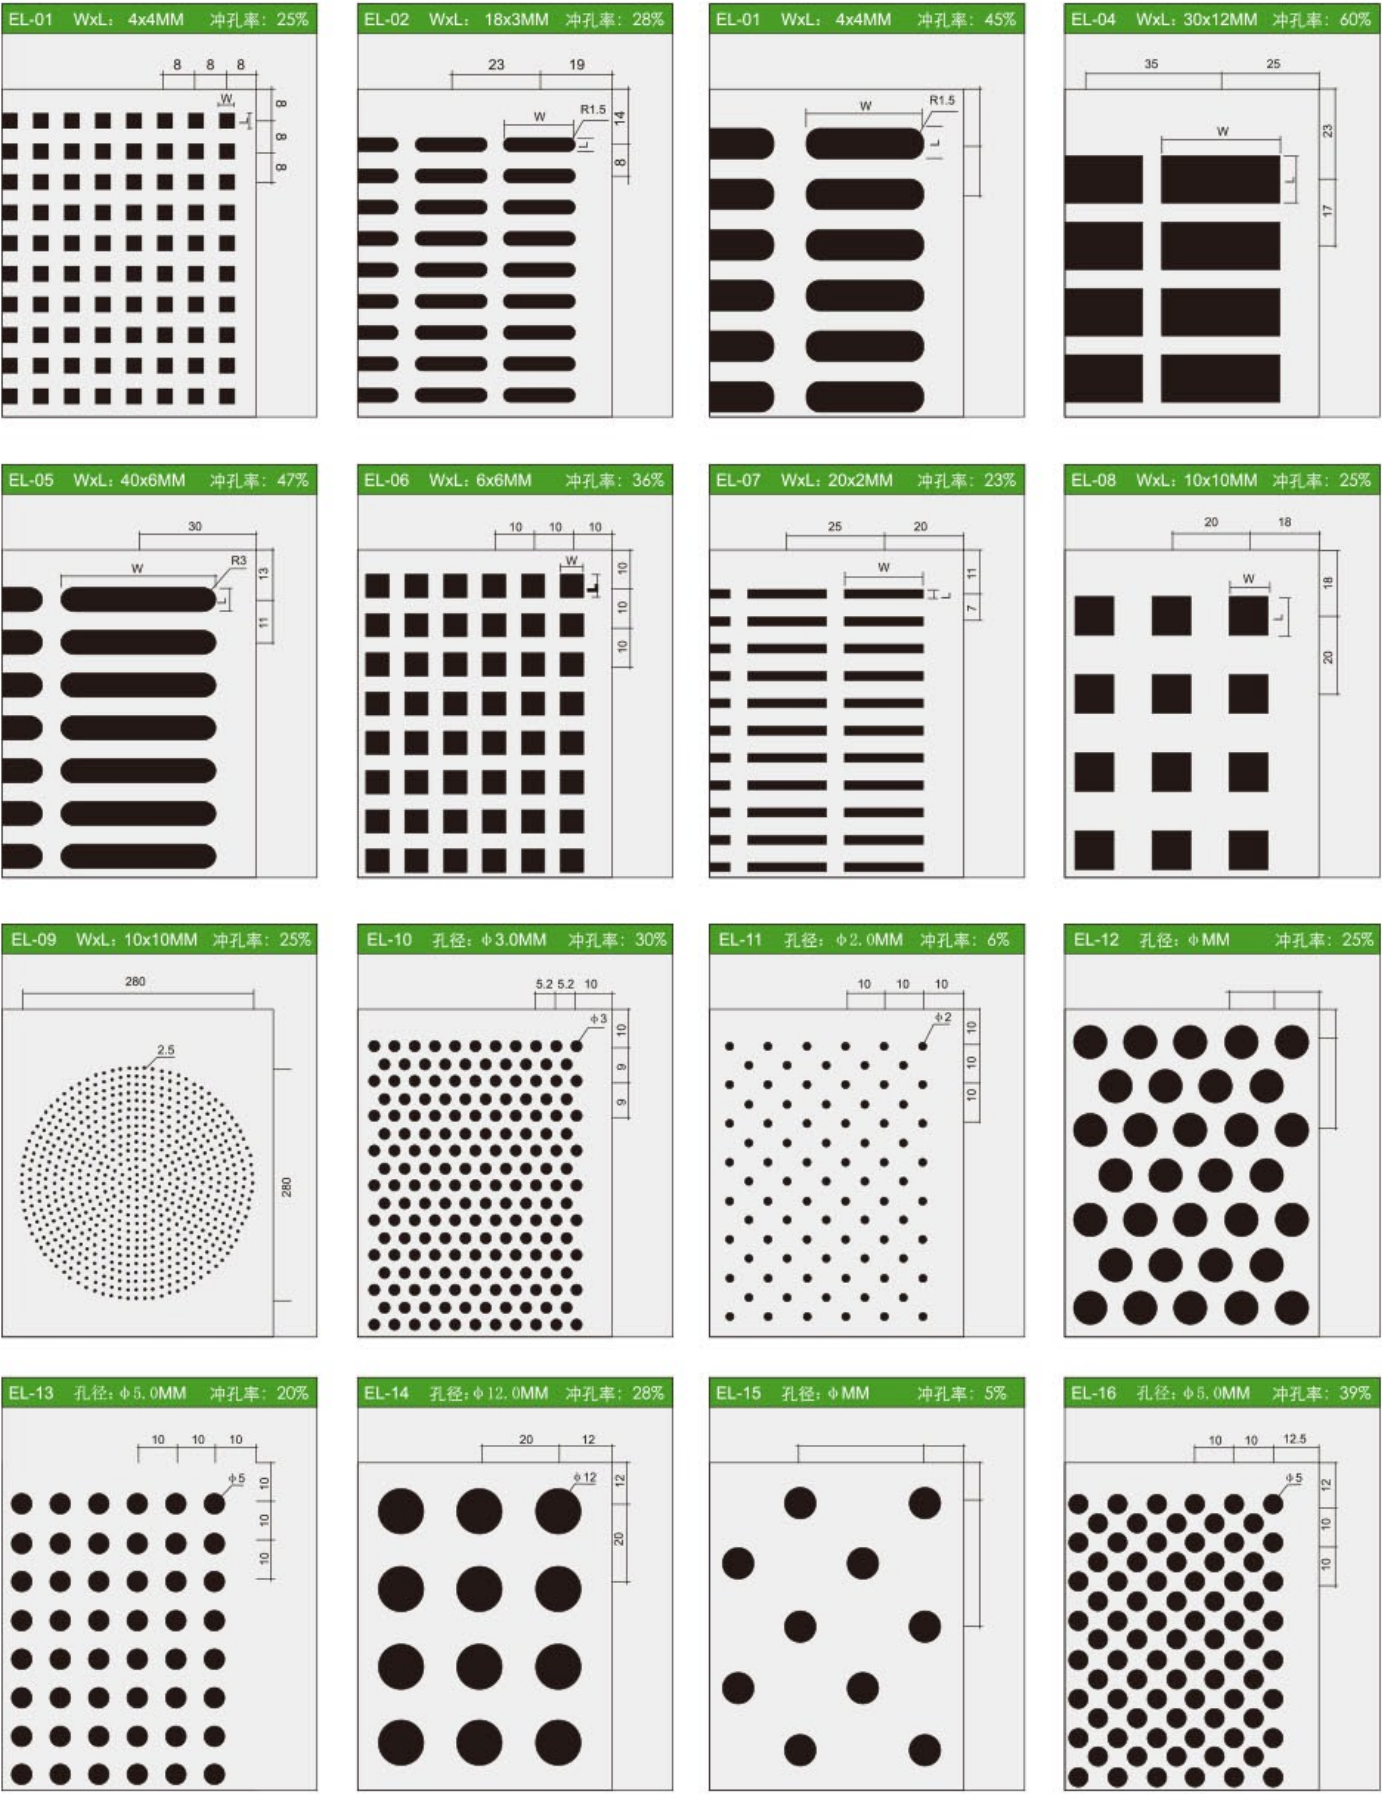 EL-01 WxL: 4x4MM 冲孔率: 25%
8 8 8
W
L
8
8
8
EL-02 WxL: 18x3MM 冲孔率: 28%
23 19
R1.5
W
L
14
8
EL-01 WxL: 4x4MM 冲孔率: 45%
W
R1.5
L
EL-04 WxL: 30x12MM 冲孔率: 60%
35 25
W
L
23
17
EL-05 WxL: 40x6MM 冲孔率: 47%
30
R3
W
L
13
11
EL-06 WxL: 6x6MM 冲孔率: 36%
10 10 10
W
L
10
10
10
EL-07 WxL: 20x2MM 冲孔率: 23%
25 20
W
L
11
7
EL-08 WxL: 10x10MM 冲孔率: 25%
20 18
W
L
18
20
EL-09 WxL: 10x10MM 冲孔率: 25%
280
2.5
280
EL-10 孔径: φ3.0MM 冲孔率: 30%
5.2 5.2 10
φ3
10
9
9
EL-11 孔径: φ2.0MM 冲孔率: 6%
10 10 10
φ2
10
10
10
EL-12 孔径: φMM 冲孔率: 25%
EL-13 孔径: φ5.0MM 冲孔率: 20%
10 10 10
φ5
10
10
10
EL-14 孔径: φ12.0MM 冲孔率: 28%
20 12
φ12
12
20
EL-15 孔径: φMM 冲孔率: 5%
EL-16 孔径: φ5.0MM 冲孔率: 39%
10 10 12.5
φ5
12
10
10